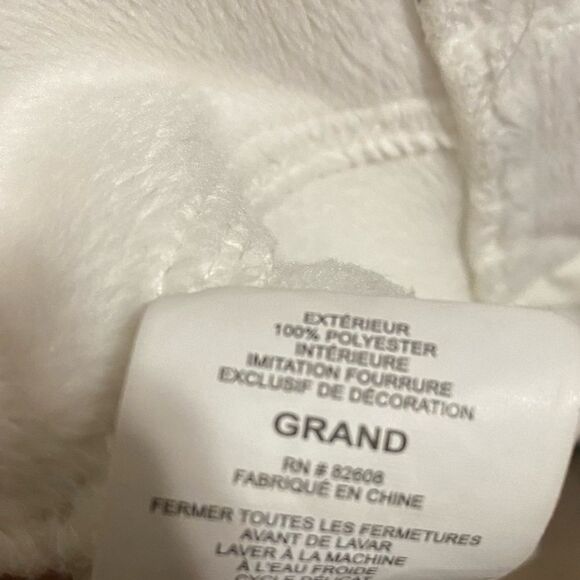 EXTÉRIEUR
100% POLYESTER
INTÉRIEURE
IMITATION FOURRURE
EXCLUSIF DE DÉCORATION
GRAND
RN # 82608
FABRIQUÉ EN CHINE
FERMER TOUTES LES FERMETURES
AVANT DE LAVAR
LAVER À LA MACHINE
À L'EAU FROIDE
CYCLE